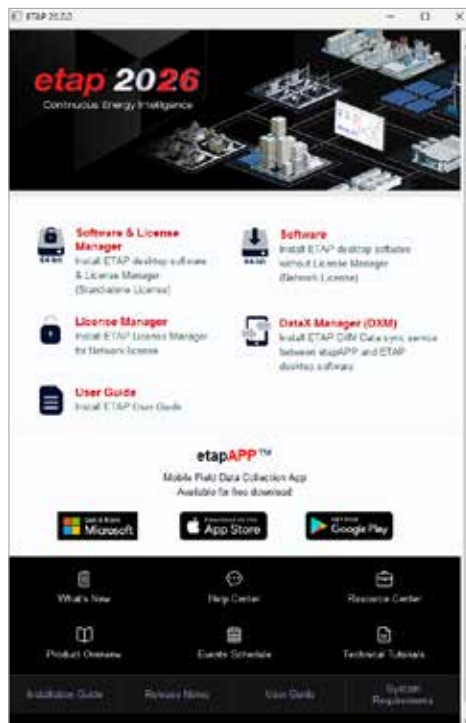 etap 2026
Continuous Energy Intelligence
Software & License
Manager
Install ETAP desktop software
& License Manager
(Standalone License)
Software
Install ETAP desktop software
without License Manager
(Network License)
License Manager
Install ETAP License Manager
for Network license
DataX Manager (DXM)
Install ETAP DXM Data sync service
between etapAPP and ETAP
desktop software
User Guide
Install ETAP User Guide
etapAPP™
Mobile Field Data Collection App
Available for free download
Microsoft
App Store
Google Play
What's New
Help Center
Resource Center
Product Overview
Events Schedule
Technical Tutorials
Installation Guide
Release Notes
User Guide
System
Requirements